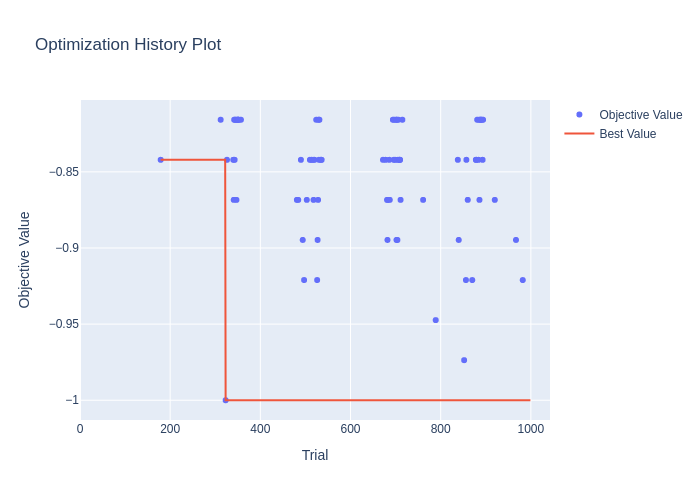 Optimization History Plot
Objective Value
Best Value
−0.85
−0.9
−0.95
−1
0 200 400 600 800 1000
Trial
Objective Value